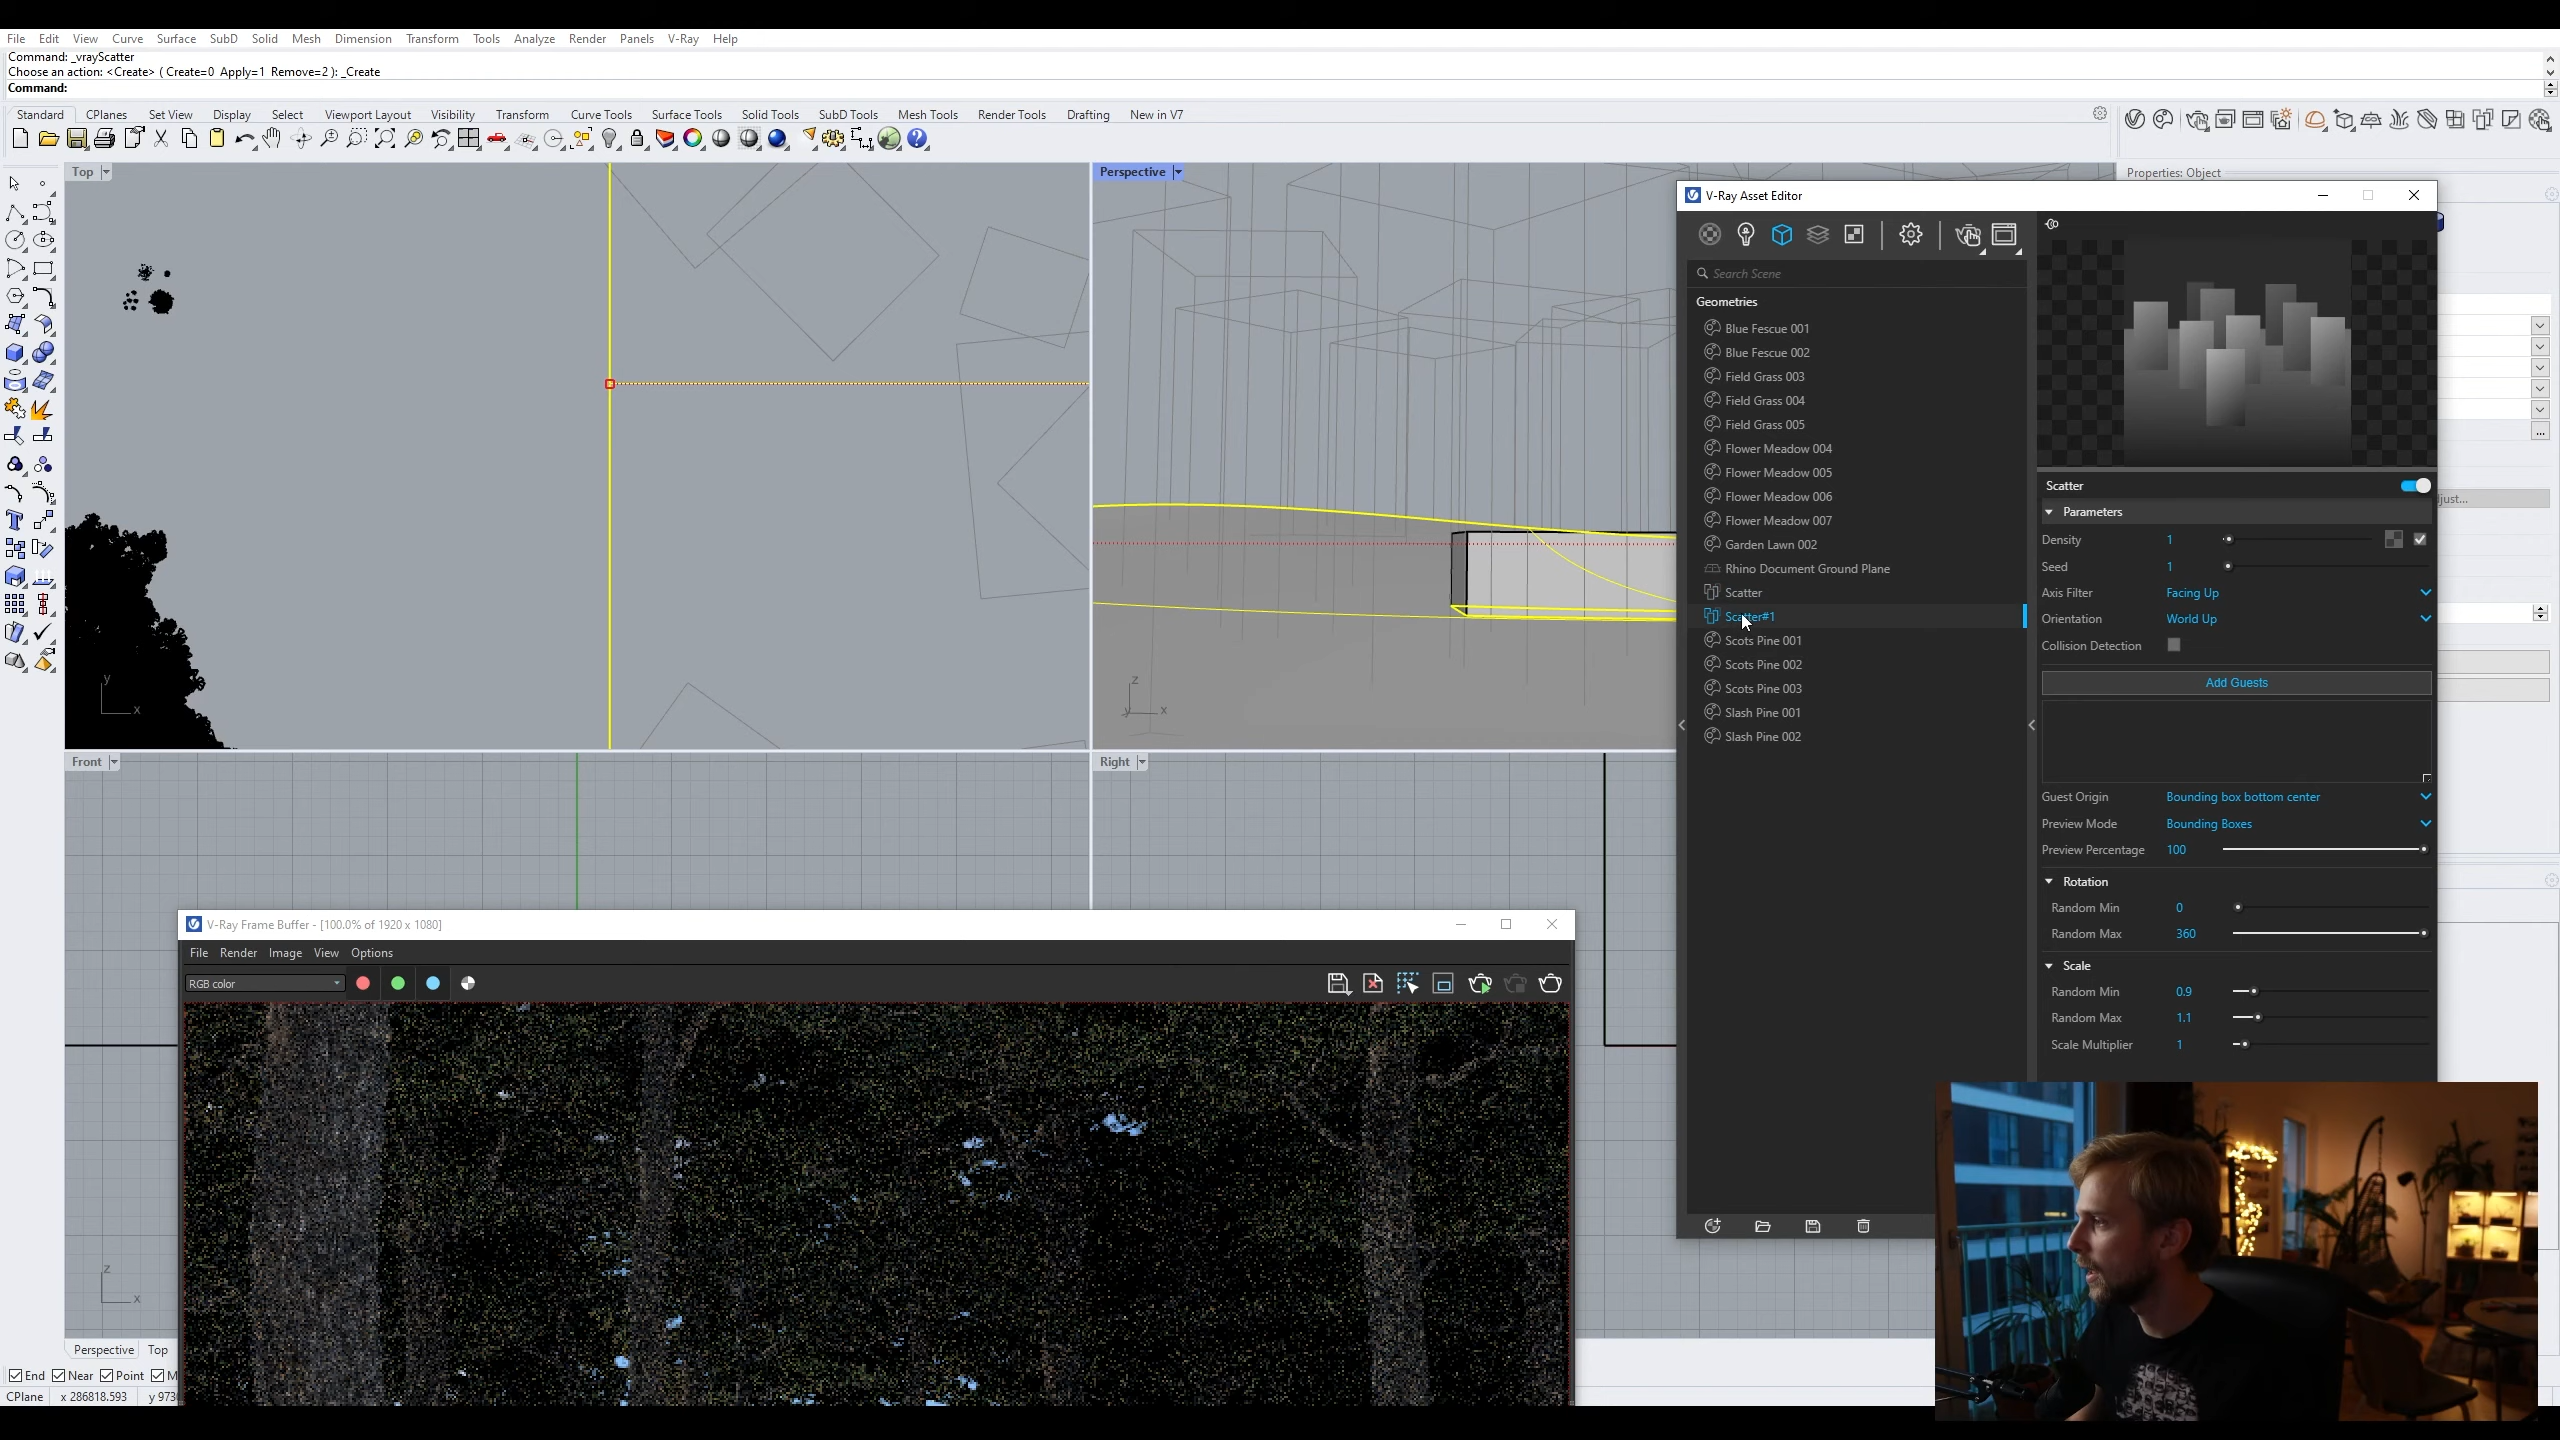 File Edit View Curve Surface SubD Solid Mesh Dimension Transform Tools Analyze Render Panels V-Ray Help
Command: _vrayScatter
Choose an action: <Create> ( Create=0 Apply=1 Remove=2 ): _Create
Command:
Standard CPlanes Set View Display Select Viewport Layout Visibility Transform Curve Tools Surface Tools Solid Tools SubD Tools Mesh Tools Render Tools Drafting New in V7
Top
Perspective
Properties: Object
V-Ray Asset Editor
Search Scene
Geometries
Blue Fescue 001
Blue Fescue 002
Field Grass 003
Field Grass 004
Field Grass 005
Flower Meadow 004
Flower Meadow 005
Flower Meadow 006
Flower Meadow 007
Garden Lawn 002
Rhino Document Ground Plane
Scatter
Scatter#1
Scots Pine 001
Scots Pine 002
Scots Pine 003
Slash Pine 001
Slash Pine 002
Scatter
Parameters
Density 1
Seed 1
Axis Filter Facing Up
Orientation World Up
Collision Detection
Add Guests
Guest Origin Bounding box bottom center
Preview Mode Bounding Boxes
Preview Percentage 100
Rotation
Random Min 0
Random Max 360
Scale
Random Min 0.9
Random Max 1.1
Scale Multiplier 1
y
x
z
y
x
Front
Right
z
x
V-Ray Frame Buffer - [100.0% of 1920 x 1080]
File Render Image View Options
RGB color
Perspective Top
End Near Point M
CPlane x 286818.593 y 973